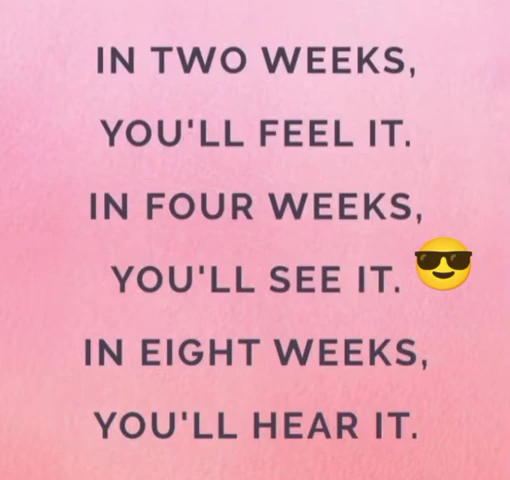 IN TWO WEEKS,
YOU'LL FEEL IT.
IN FOUR WEEKS,
YOU'LL SEE IT.
IN EIGHT WEEKS,
YOU'LL HEAR IT.